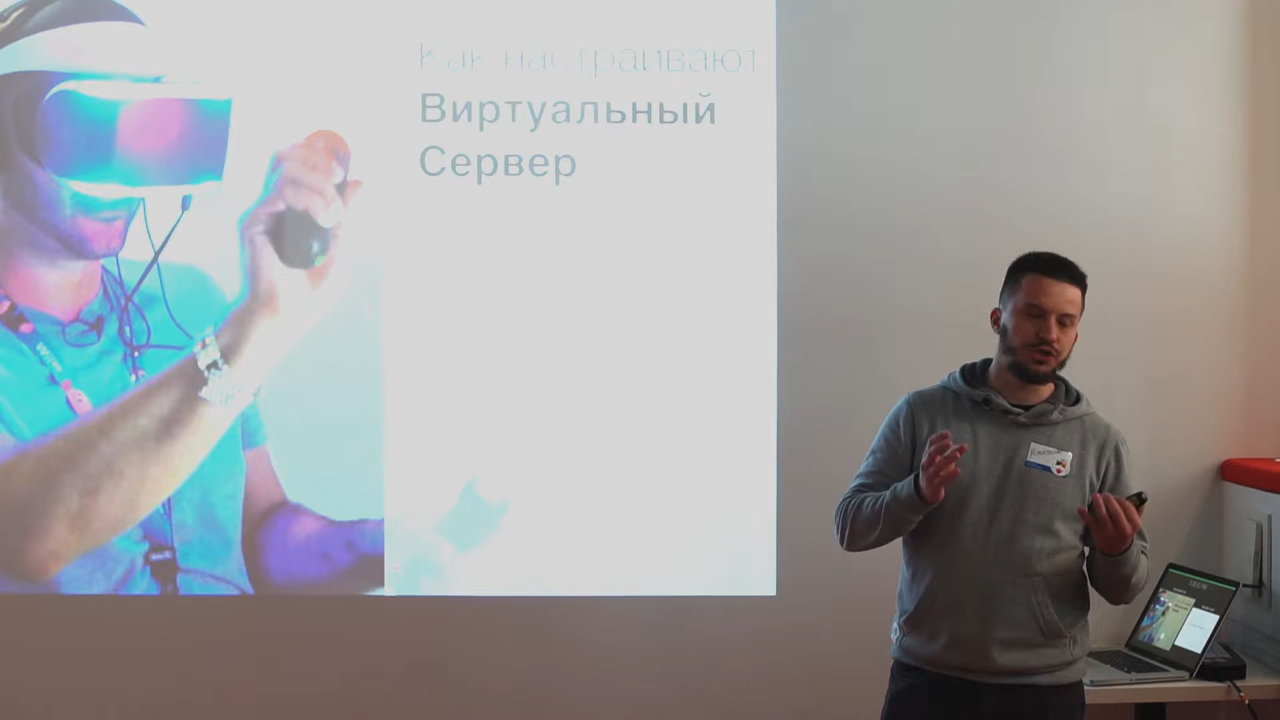 Как настраивают
Виртуальный
Сервер